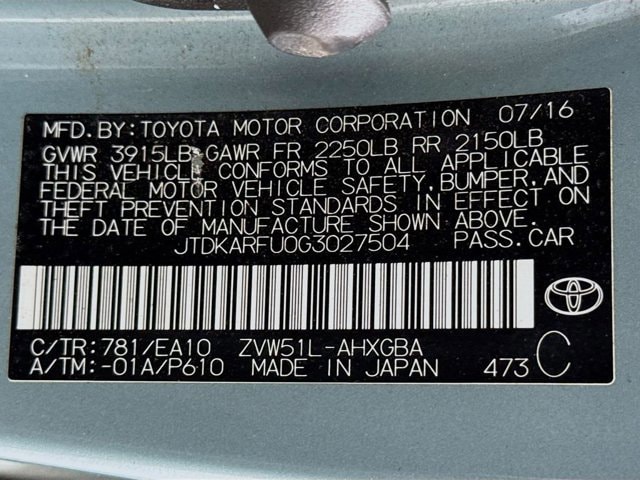 MFD.BY:TOYOTA MOTOR CORPORATION 07/16
GVWR 3915LB GAWR FR 2250LB RR 2150LB
THIS VEHICLE CONFORMS TO ALL APPLICABLE
FEDERAL MOTOR VEHICLE SAFETY,BUMPER,AND
THEFT PREVENTION STANDARDS IN EFFECT ON
THE DATE OF MANUFACTURE SHOWN ABOVE.
JTDKARFU0G3027504 PASS.CAR
C/TR:781/EA10 ZVW51L-AHXGBA C
A/TM:-01A/P610 MADE IN JAPAN 473